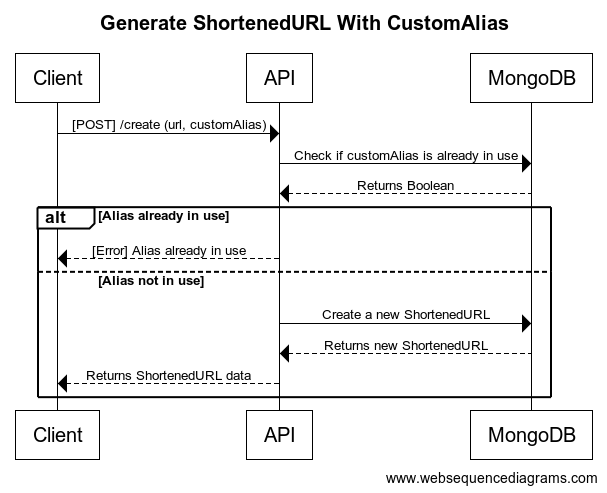 Generate ShortenedURL With CustomAlias
Client API MongoDB
[POST] /create (url, customAlias)
Check if customAlias is already in use
Returns Boolean
alt [Alias already in use]
[Error] Alias already in use
[Alias not in use]
Create a new ShortenedURL
Returns new ShortenedURL
Returns ShortenedURL data
Client API MongoDB
www.websequencediagrams.com